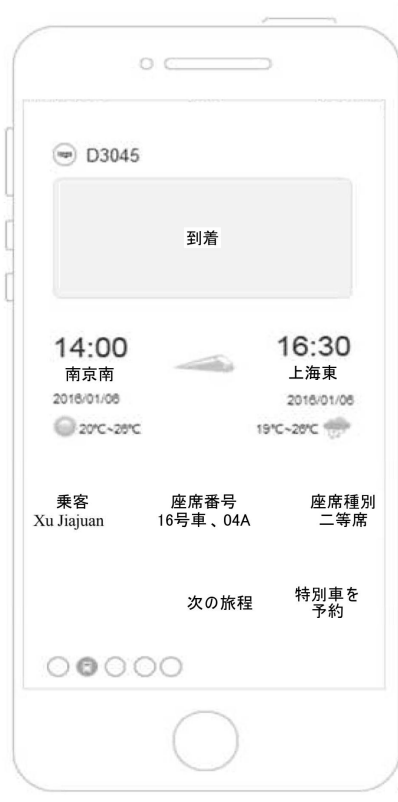 D3045
到着
14:00
16:30
南京南
上海東
2016/01/06
2016/01/06
20℃~26℃
19℃~26℃
乗客
座席番号
座席種別
Xu Jiajuan
16号車、04A
二等席
次の旅程
特別車を
予約